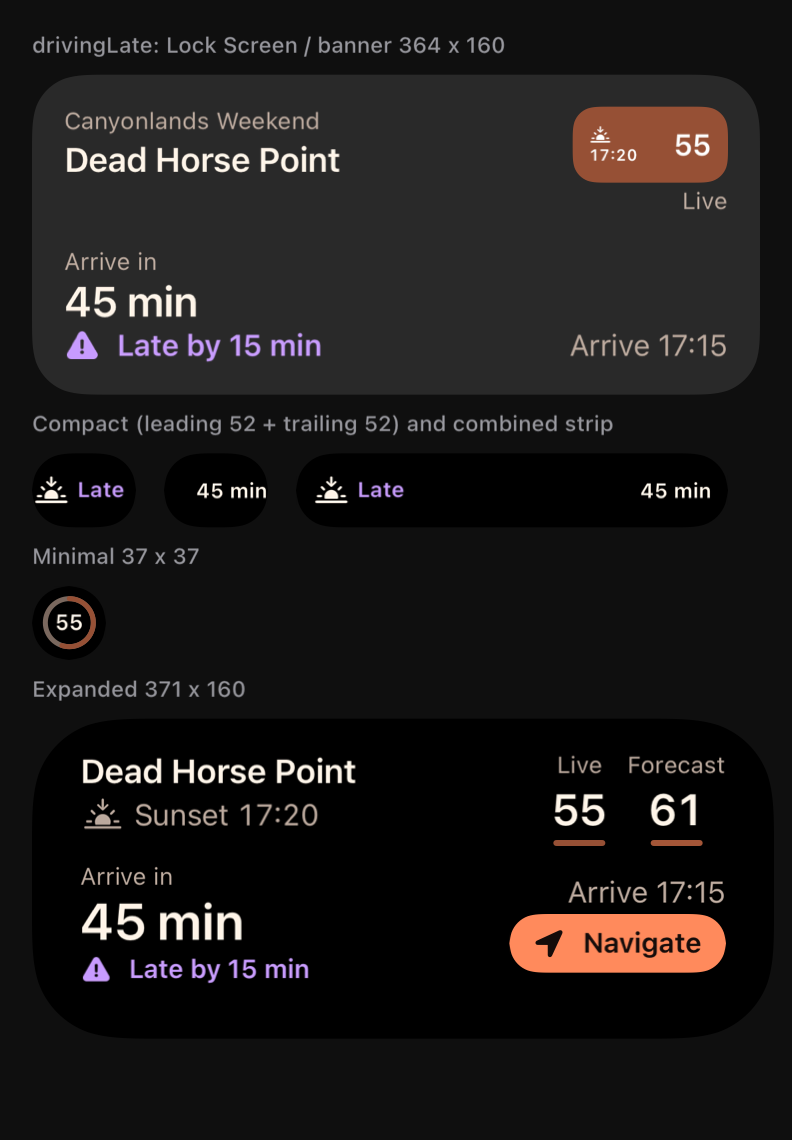 drivingLate: Lock Screen / banner 364 x 160
Canyonlands Weekend
Dead Horse Point
17:20
55
Live
Arrive in
45 min
Late by 15 min
Arrive 17:15
Compact (leading 52 + trailing 52) and combined strip
Late
45 min
Late
45 min
Minimal 37 x 37
55
Expanded 371 x 160
Dead Horse Point
Sunset 17:20
Live Forecast
55 61
Arrive in
45 min
Late by 15 min
Arrive 17:15
Navigate